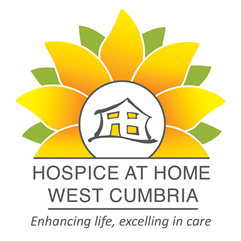 HOSPICE AT HOME
WEST CUMBRIA
Enhancing life, excelling in care